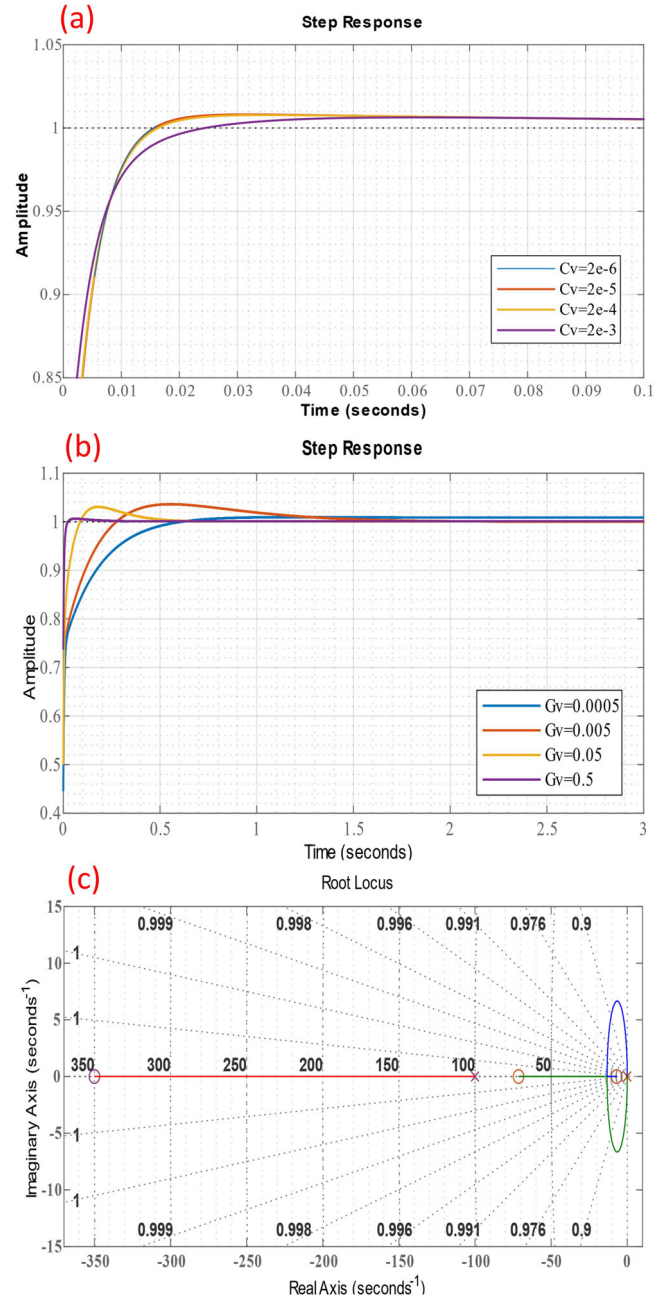 (a)
Step Response
1.05
1
0.95
0.9
0.85
Amplitude
Cv=2e-6
Cv=2e-5
Cv=2e-4
Cv=2e-3
0 0.01 0.02 0.03 0.04 0.05 0.06 0.07 0.08 0.09 0.1
Time (seconds)
(b)
Step Response
1.1
1
0.9
0.8
0.7
0.6
0.5
0.4
Amplitude
Gv=0.0005
Gv=0.005
Gv=0.05
Gv=0.5
0 0.5 1 1.5 2 2.5 3
Time (seconds)
(c)
Root Locus
15
10
5
0
-5
-10
-15
Imaginary Axis (seconds-1)
0.999 0.998 0.996 0.991 0.976 0.9
1
1
350 300 250 200 150 100 50
1
1
0.999 0.998 0.996 0.991 0.976 0.9
-350 -300 -250 -200 -150 -100 -50 0
Real Axis (seconds-1)